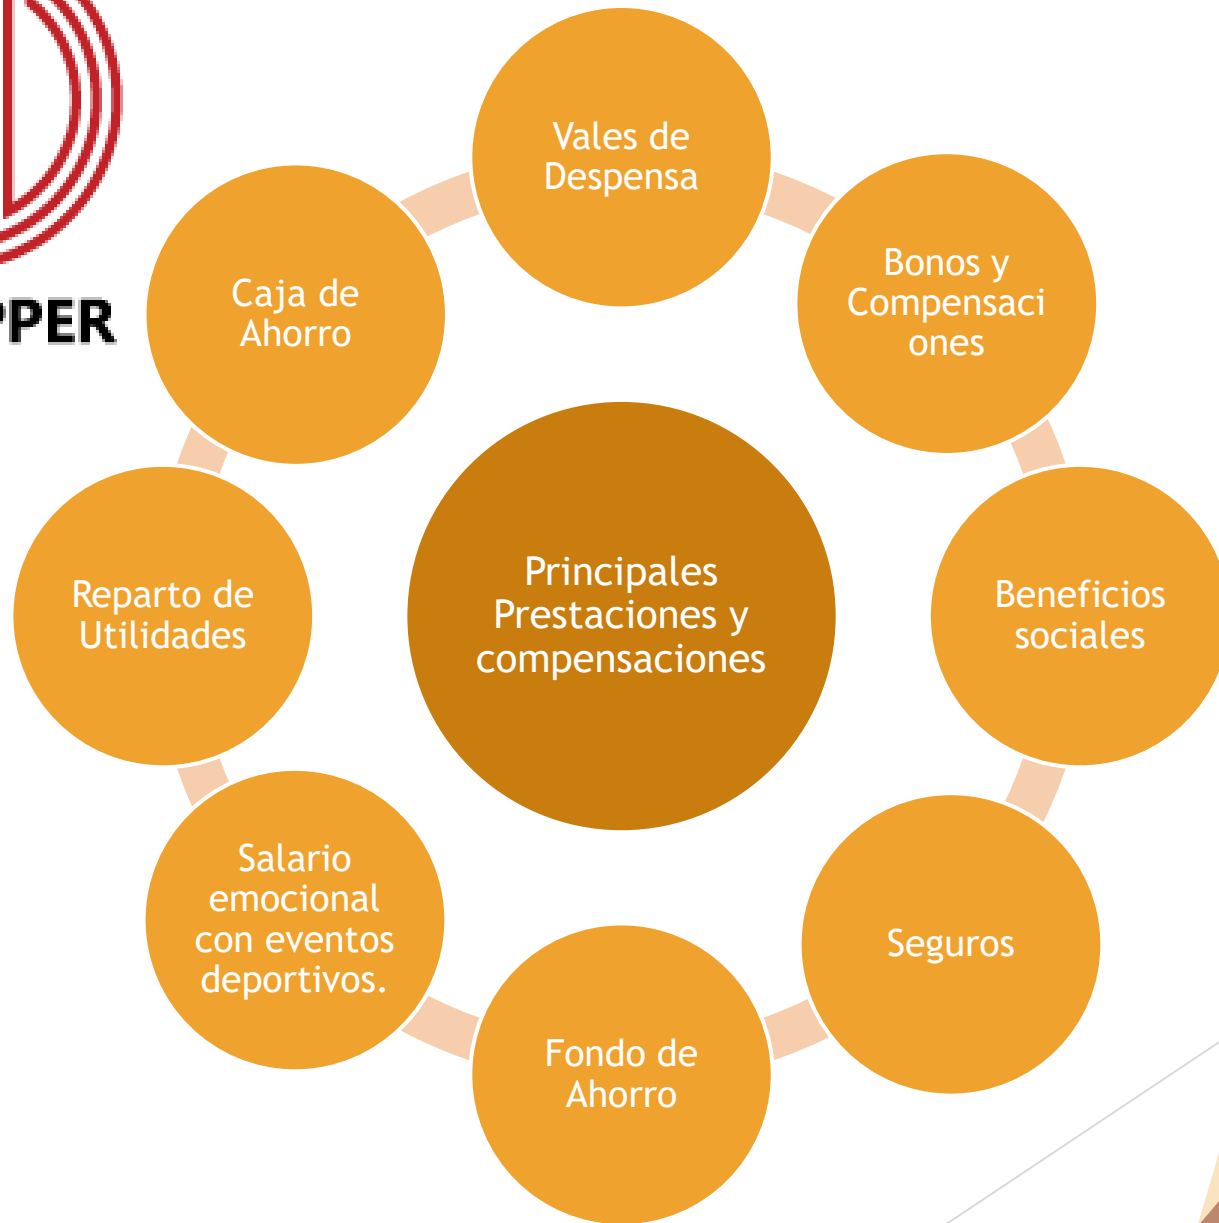 PPER
Vales de
Despensa
Bonos y
Compensaci
ones
Beneficios
sociales
Seguros
Fondo de
Ahorro
Salario
emocional
con eventos
deportivos.
Reparto de
Utilidades
Caja de
Ahorro
Principales
Prestaciones y
compensaciones